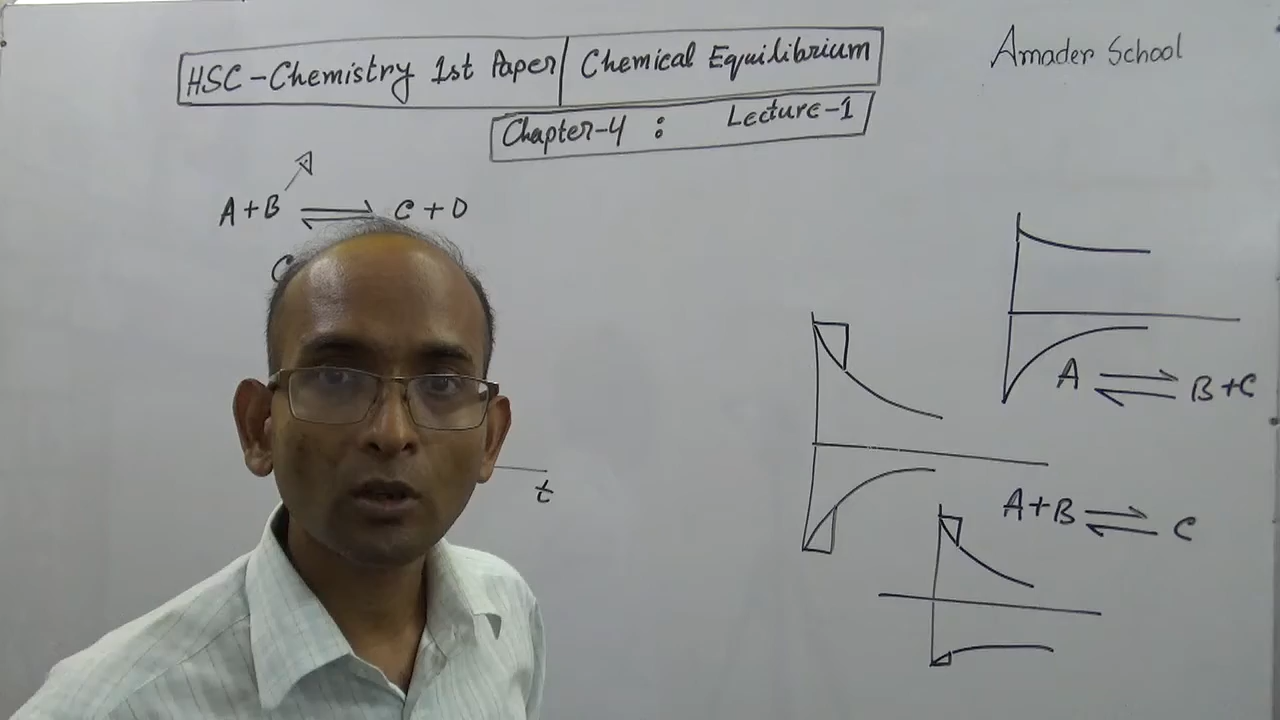 HSC-Chemistry 1st Paper Chemical Equilibrium
Amader School
Chapter-4 : Lecture-1
A+B ⇌ C+D
C
A ⇌ B+C
t
A+B ⇌ C